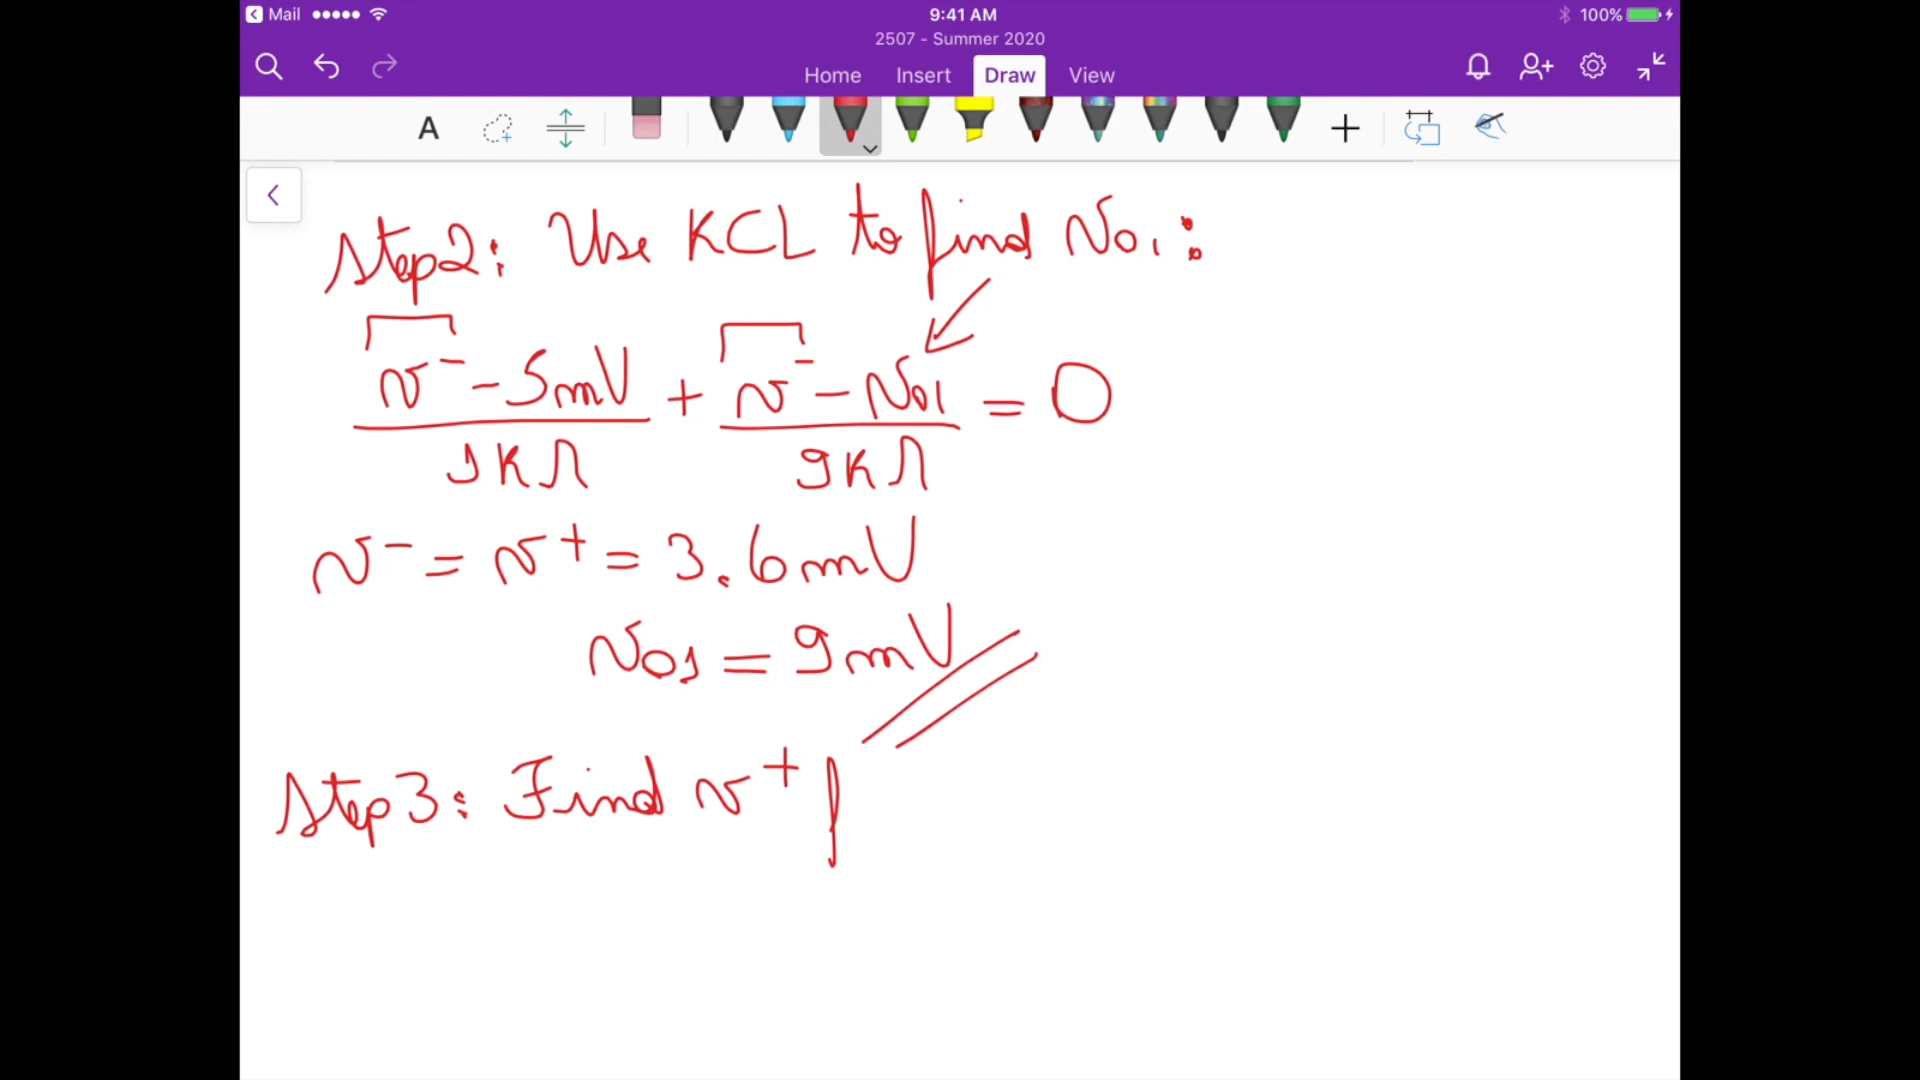 Mail
9:41 AM
100%
2507 - Summer 2020
Home Insert Draw View
A
Step2: Use KCL to find Vo1:
(v⁻ - 5mV)/1KΩ + (v⁻ - Vo1)/9KΩ = 0
v⁻ = v⁺ = 3.6mV
Vo1 = 9mV
Step3: Find v⁺ f